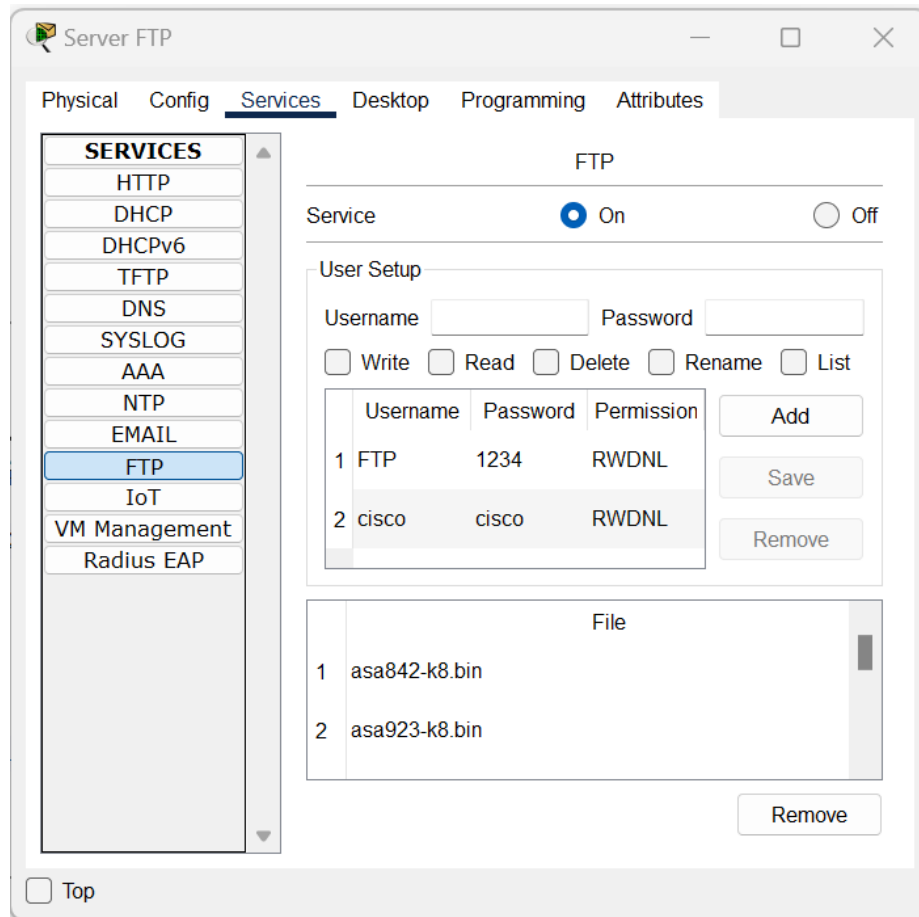 Server FTP
Physical Config Services Desktop Programming Attributes
SERVICES
HTTP
DHCP
DHCPv6
TFTP
DNS
SYSLOG
AAA
NTP
EMAIL
FTP
IoT
VM Management
Radius EAP
FTP
Service On Off
User Setup
Username Password
Write Read Delete Rename List
Username Password Permission
1 FTP 1234 RWDNL
2 cisco cisco RWDNL
Add
Save
Remove
File
1 asa842-k8.bin
2 asa923-k8.bin
Remove
Top